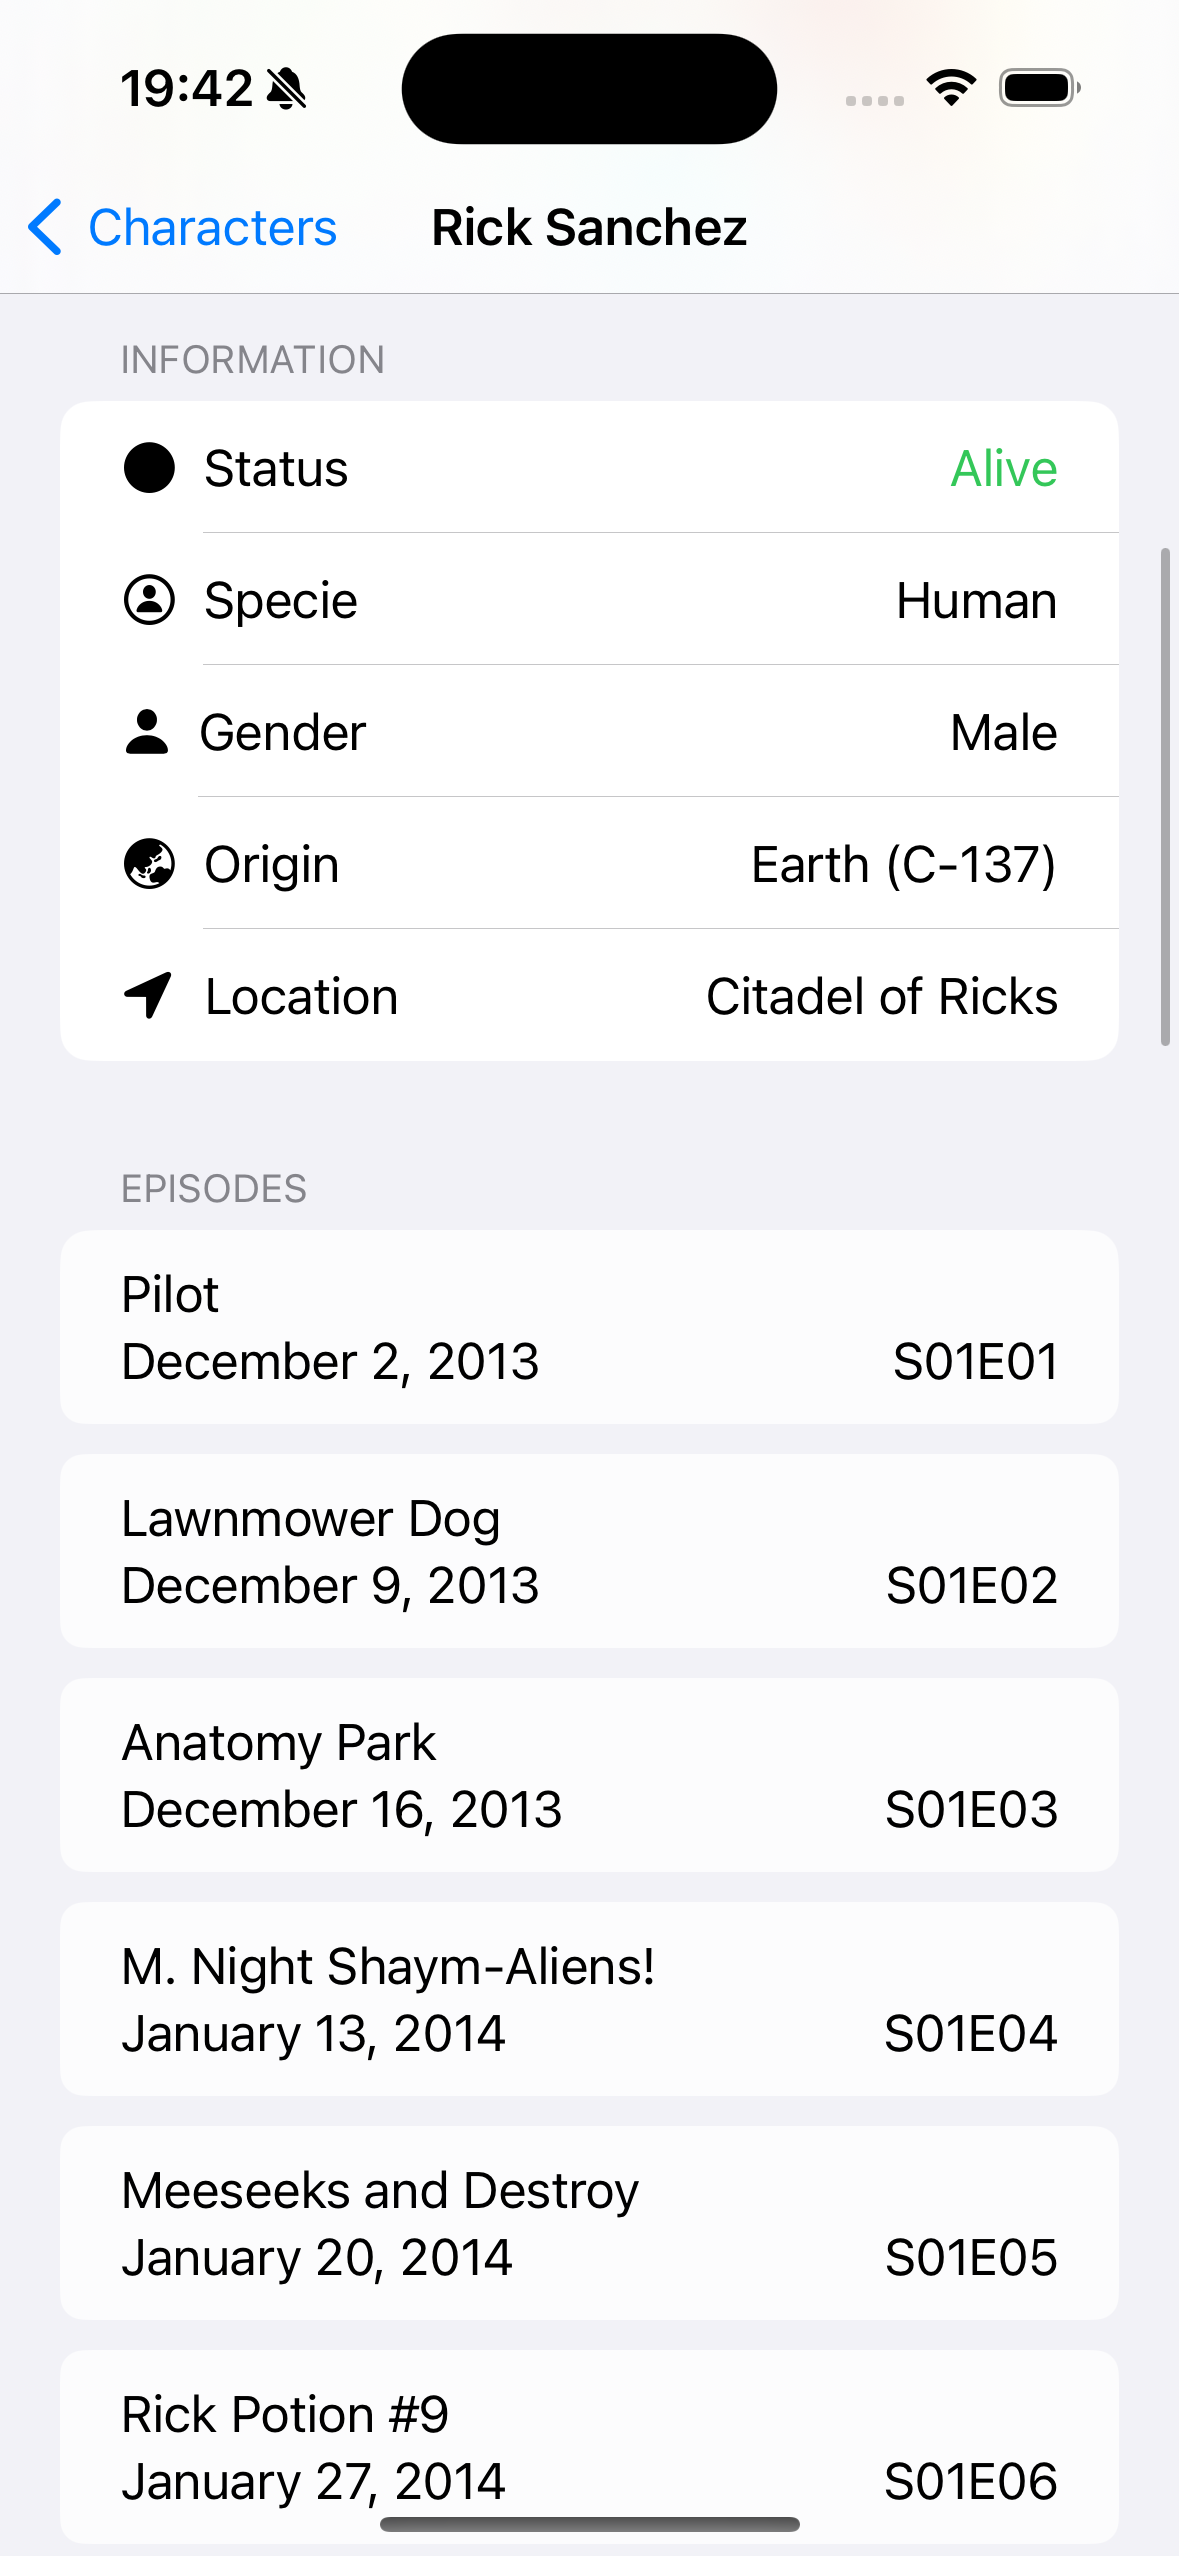 19:42
Characters
Rick Sanchez
INFORMATION
Status Alive
Specie Human
Gender Male
Origin Earth (C-137)
Location Citadel of Ricks
EPISODES
Pilot
December 2, 2013 S01E01
Lawnmower Dog
December 9, 2013 S01E02
Anatomy Park
December 16, 2013 S01E03
M. Night Shaym-Aliens!
January 13, 2014 S01E04
Meeseeks and Destroy
January 20, 2014 S01E05
Rick Potion #9
January 27, 2014 S01E06